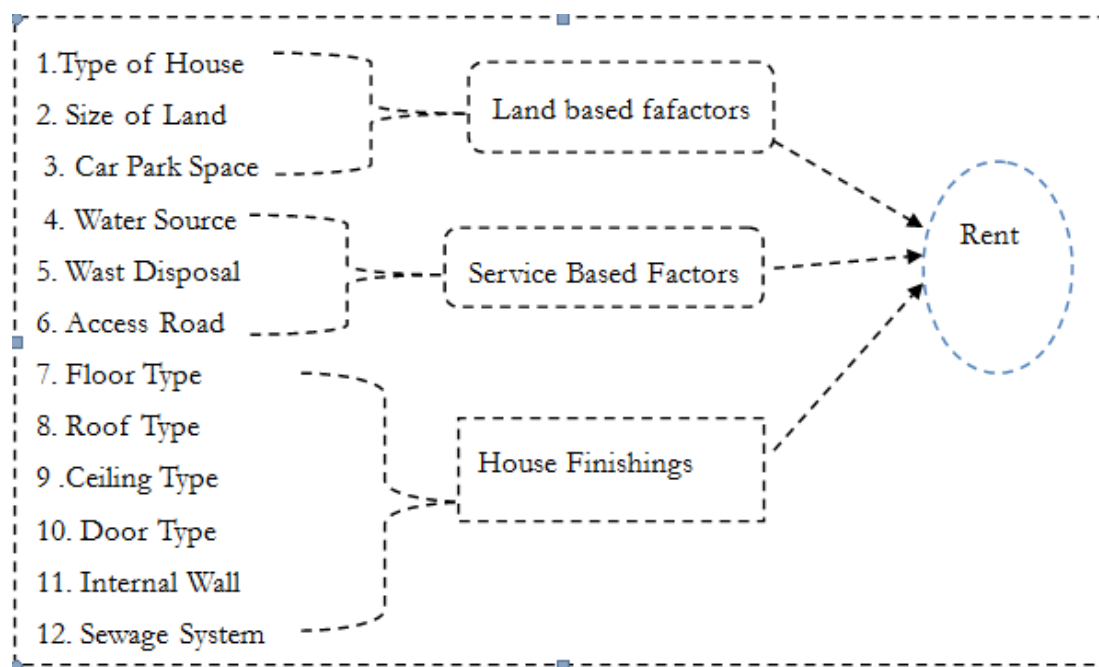 1.Type of House
2. Size of Land
3. Car Park Space
4. Water Source
5. Wast Disposal
6. Access Road
7. Floor Type
8. Roof Type
9 .Ceiling Type
10. Door Type
11. Internal Wall
12. Sewage System
Land based fafactors
Service Based Factors
House Finishings
Rent